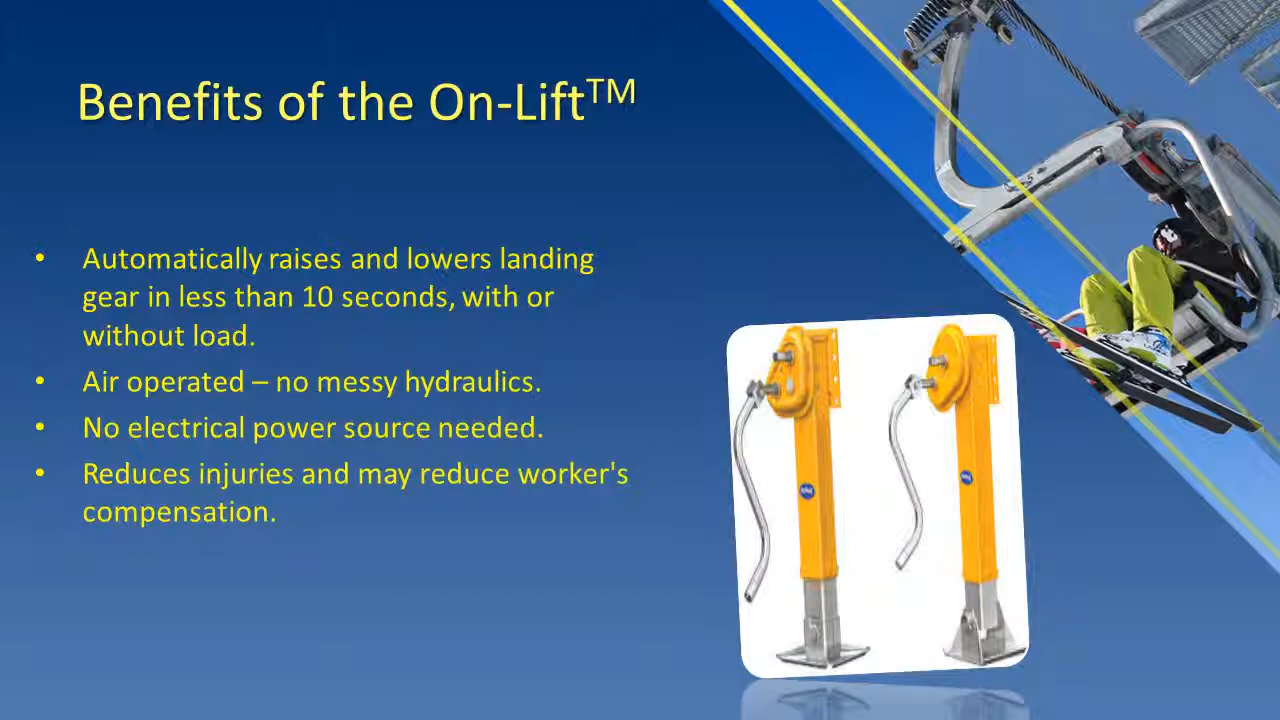 Benefits of the On-Lift™
• Automatically raises and lowers landing
gear in less than 10 seconds, with or
without load.
• Air operated – no messy hydraulics.
• No electrical power source needed.
• Reduces injuries and may reduce worker's
compensation.